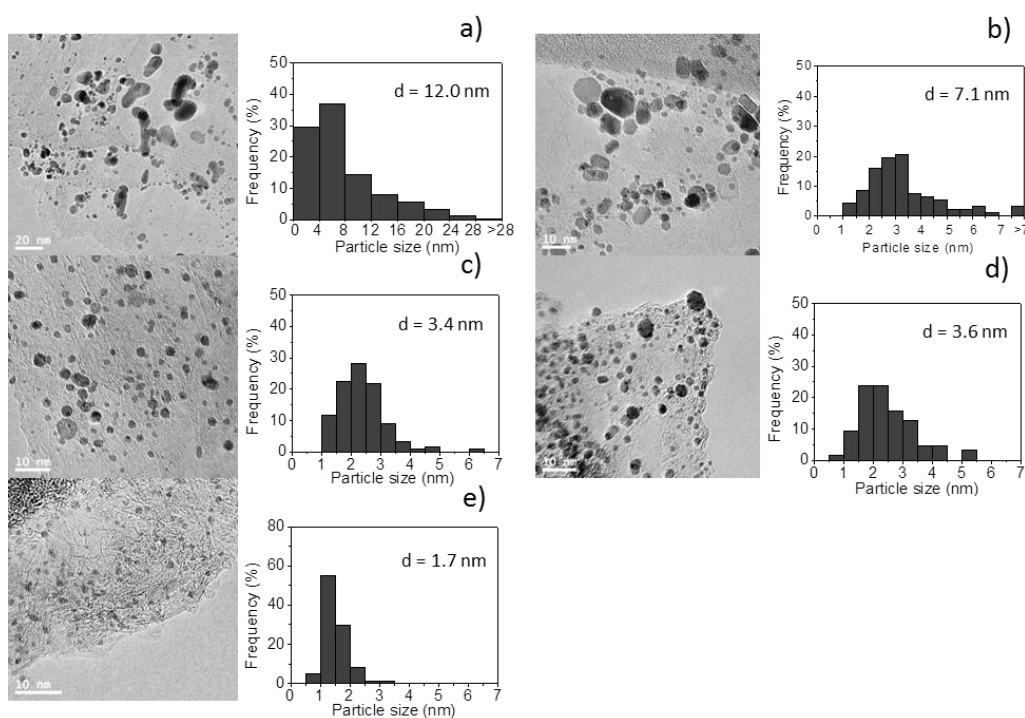 a)
50
40
30
20
10
0
Frequency (%)
d = 12.0 nm
0 4 8 12 16 20 24 28 >28
Particle size (nm)
20 nm
b)
50
40
30
20
10
0
Frequency (%)
d = 7.1 nm
0 1 2 3 4 5 6 7 >7
Particle size (nm)
10 nm
c)
50
40
30
20
10
0
Frequency (%)
d = 3.4 nm
0 1 2 3 4 5 6 7
Particle size (nm)
10 nm
d)
50
40
30
20
10
0
Frequency (%)
d = 3.6 nm
0 1 2 3 4 5 6 7
Particle size (nm)
10 nm
e)
80
60
40
20
0
Frequency (%)
d = 1.7 nm
0 1 2 3 4 5 6 7
Particle size (nm)
10 nm